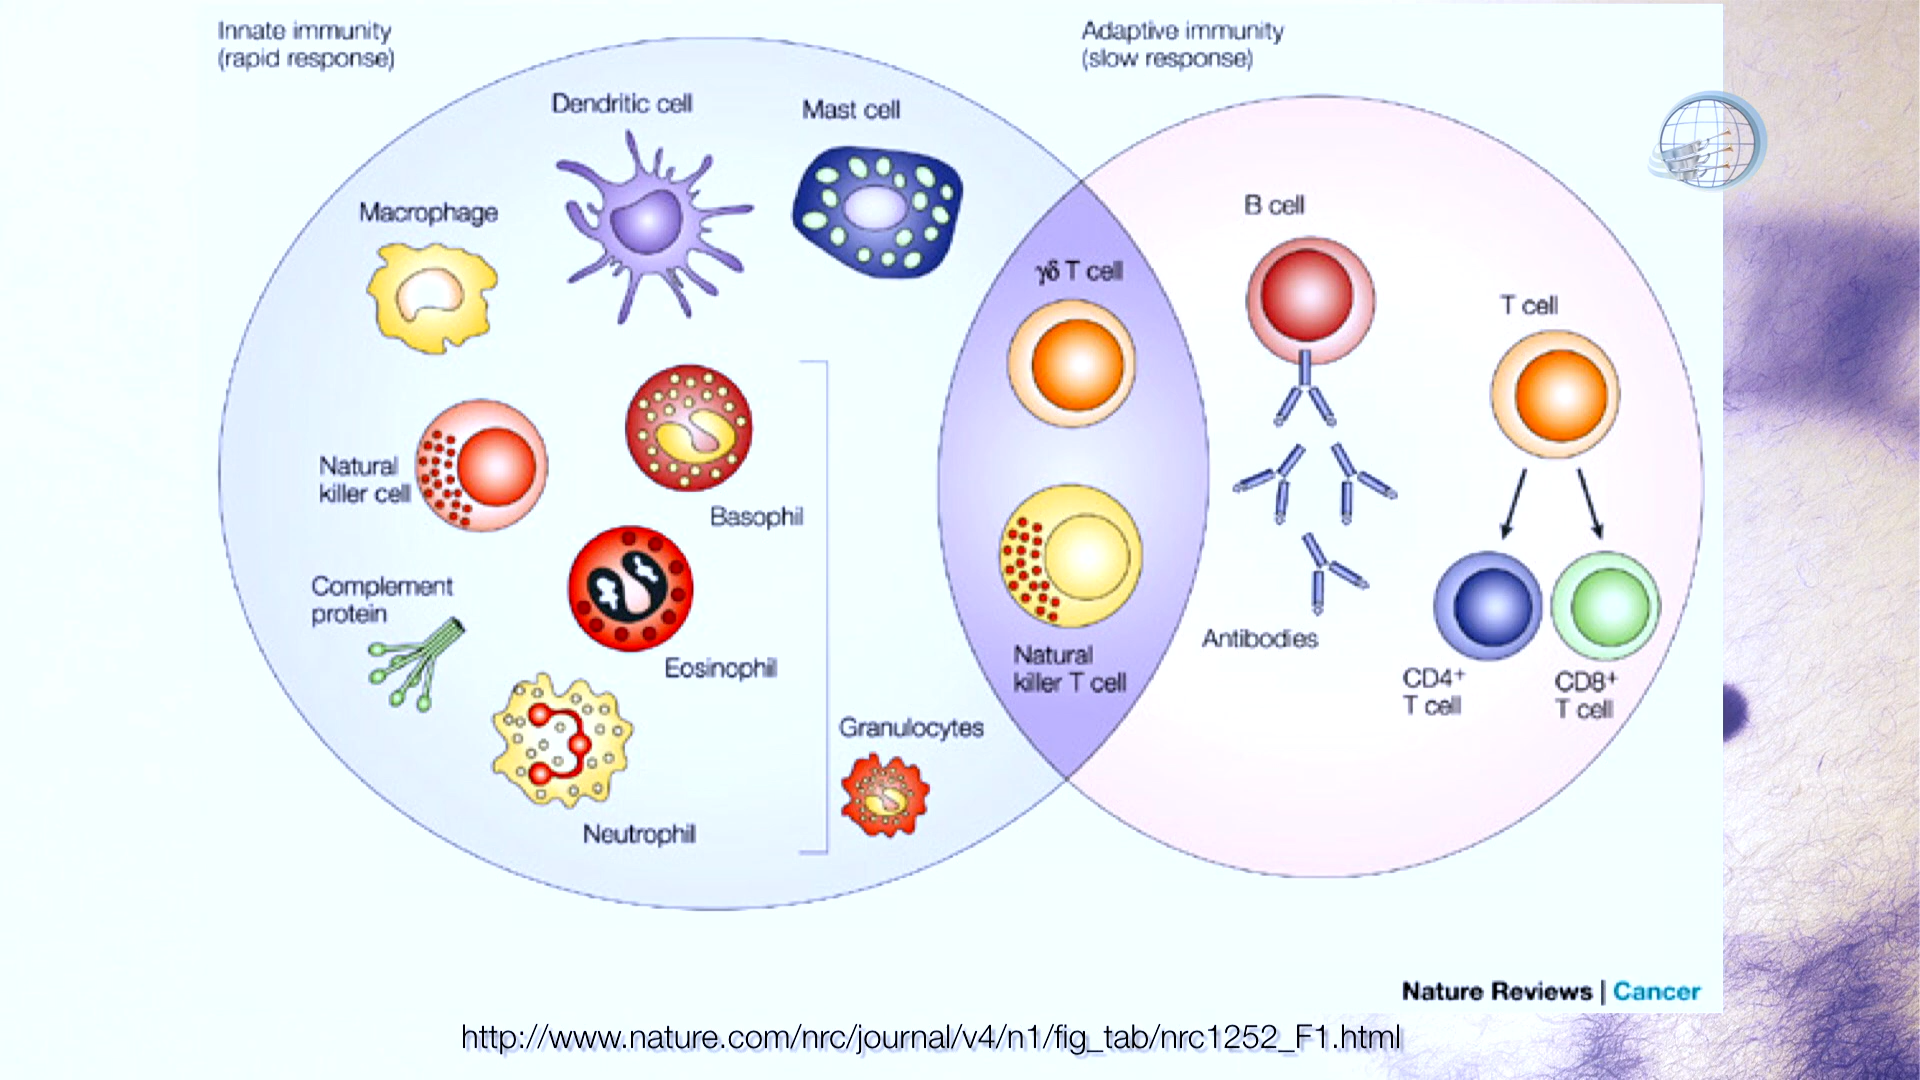 Innate immunity
(rapid response)
Adaptive immunity
(slow response)
Dendritic cell
Mast cell
Macrophage
B cell
γδ T cell
T cell
Natural
killer cell
Basophil
Complement
protein
Eosinophil
Antibodies
Natural
killer T cell
CD4+
T cell
CD8+
T cell
Granulocytes
Neutrophil
Nature Reviews | Cancer
http://www.nature.com/nrc/journal/v4/n1/fig_tab/nrc1252_F1.html